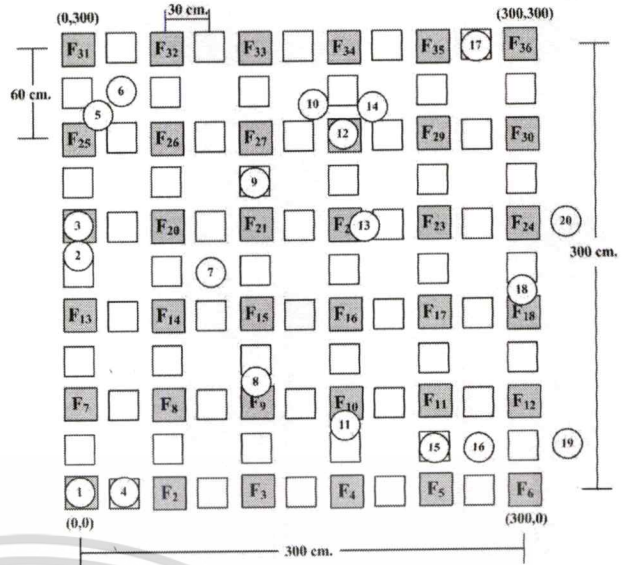 30 cm.
(0,300) (300,300)
F31 F32 F33 F34 F35 17 F36
60 cm.
6
5 10 14
F25 F26 F27 12 F29 F30
9
3 F20 F21 F2 13 F23 F24 20
300 cm.
2 7
18
F13 F14 F15 F16 F17 F18
8
F7 F8 F9 F10 F11 F12
11
15 16 19
1 4 F2 F3 F4 F5 F6
(0,0) (300,0)
300 cm.